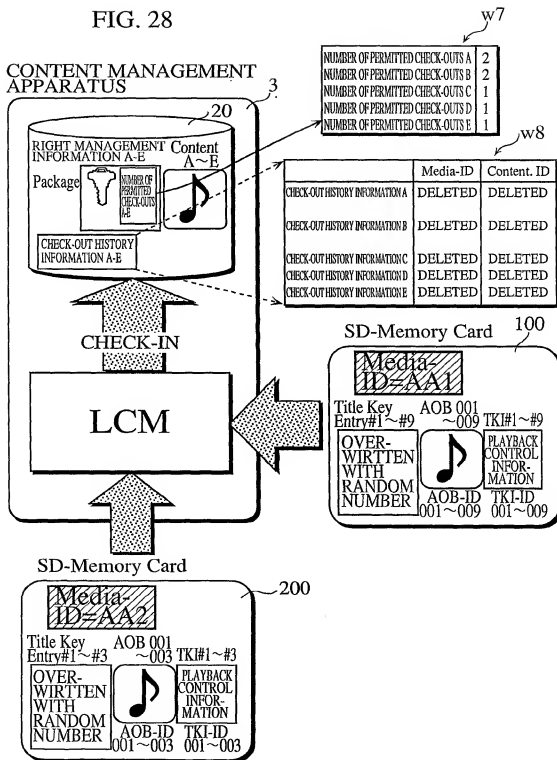 FIG. 28
w7
NUMBER OF PERMITTED CHECK-OUTS A 2
NUMBER OF PERMITTED CHECK-OUTS B 2
NUMBER OF PERMITTED CHECK-OUTS C 1
NUMBER OF PERMITTED CHECK-OUTS D 1
NUMBER OF PERMITTED CHECK-OUTS E 1
CONTENT MANAGEMENT
APPARATUS
3
20
RIGHT MANAGEMENT
INFORMATION A-E
Content
A～E
Package
NUMBER OF
PERMITTED
CHECK-OUTS
A-E
CHECK-OUT HISTORY
INFORMATION A-E
w8
Media-ID Content. ID
CHECK-OUT HISTORY INFORMATION A DELETED DELETED
CHECK-OUT HISTORY INFORMATION B DELETED DELETED
CHECK-OUT HISTORY INFORMATION C DELETED DELETED
CHECK-OUT HISTORY INFORMATION D DELETED DELETED
CHECK-OUT HISTORY INFORMATION E DELETED DELETED
CHECK-IN
LCM
SD-Memory Card
100
Media-
ID=AA1
Title Key
Entry#1～#9
AOB 001
～009
TKI#1～#9
OVER-
WIRTTEN
WITH
RANDOM
NUMBER
PLAYBACK
CONTROL
INFOR-
MATION
AOB-ID
001～009
TKI-ID
001～009
SD-Memory Card
200
Media-
ID=AA2
Title Key
Entry#1～#3
AOB 001
～003
TKI#1～#3
OVER-
WIRTTEN
WITH
RANDOM
NUMBER
PLAYBACK
CONTROL
INFOR-
MATION
AOB-ID
001～003
TKI-ID
001～003